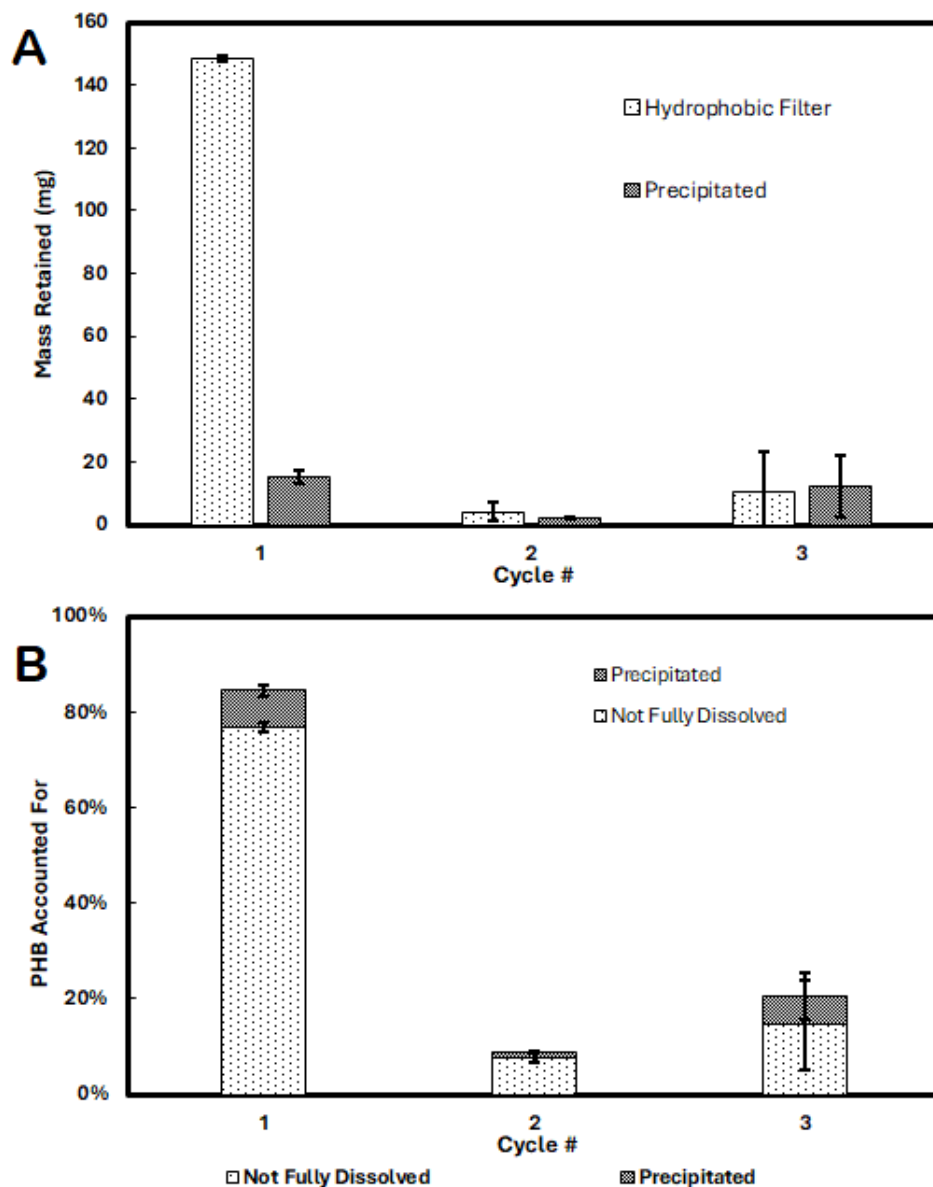 A
160
140
120
100
80
60
40
20
0
Mass Retained (mg)
Hydrophobic Filter
Precipitated
1 2 3
Cycle #
B
100%
80%
60%
40%
20%
0%
PHB Accounted For
Precipitated
Not Fully Dissolved
1 2 3
Cycle #
Not Fully Dissolved Precipitated